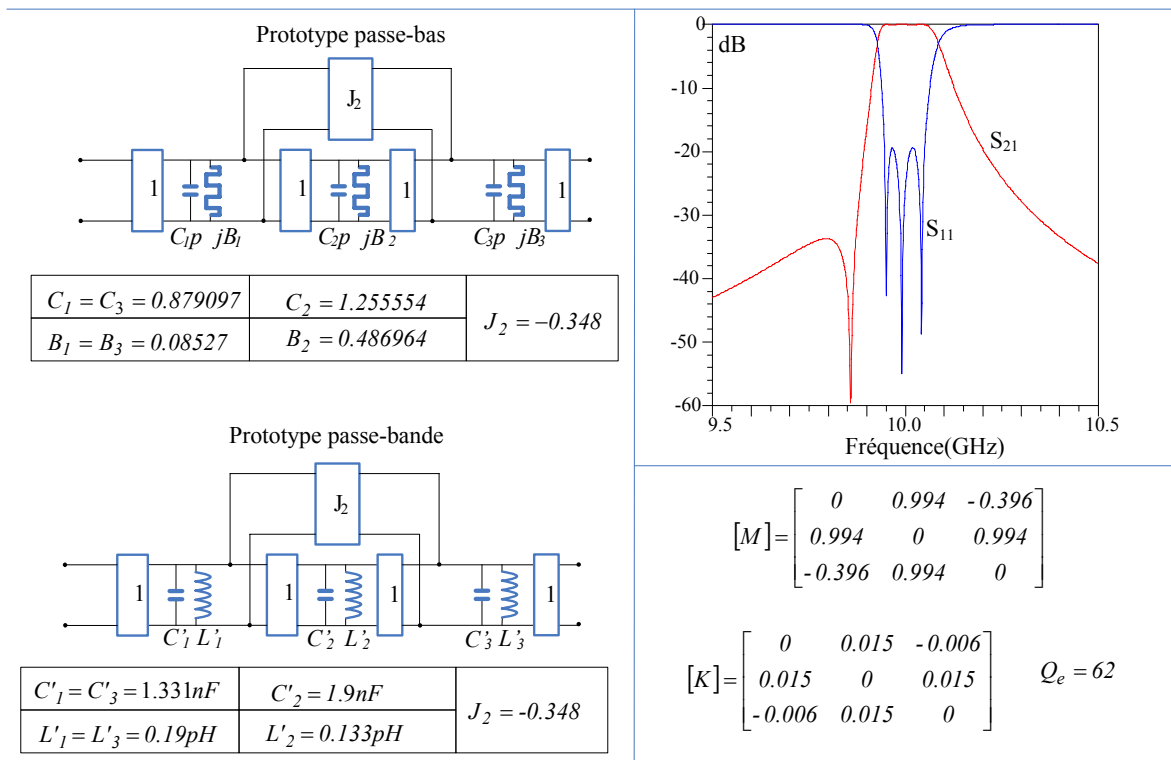 Prototype passe-bas
J2
1 1 1 1
C1p jB1 C2p jB2 C3p jB3
C1 = C3 = 0.879097 C2 = 1.255554 J2 = −0.348
B1 = B3 = 0.08527 B2 = 0.486964
Prototype passe-bande
J2
1 1 1 1
C'1 L'1 C'2 L'2 C'3 L'3
C'1 = C'3 = 1.331nF C'2 = 1.9nF J2 = -0.348
L'1 = L'3 = 0.19pH L'2 = 0.133pH
0
dB
-10
-20
S21
-30
S11
-40
-50
-60
9.5 10.0 10.5
Fréquence(GHz)
[M] =
0 0.994 -0.396
0.994 0 0.994
-0.396 0.994 0
[K] =
0 0.015 -0.006
0.015 0 0.015
-0.006 0.015 0
Qe = 62